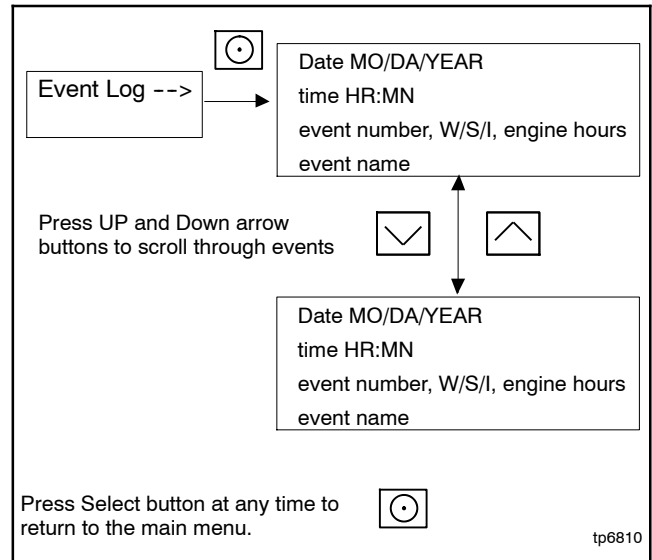 Event Log -->
Date MO/DA/YEAR
time HR:MN
event number, W/S/I, engine hours
event name
Press UP and Down arrow
buttons to scroll through events
Date MO/DA/YEAR
time HR:MN
event number, W/S/I, engine hours
event name
Press Select button at any time to
return to the main menu.
tp6810